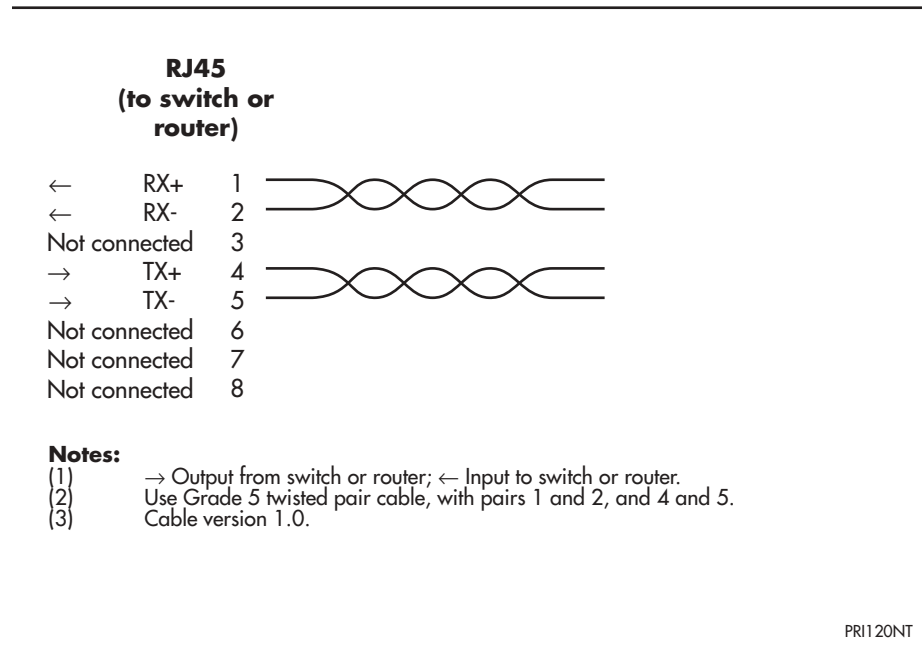 RJ45
(to switch or
router)
← RX+ 1
← RX- 2
Not connected 3
→ TX+ 4
→ TX- 5
Not connected 6
Not connected 7
Not connected 8
Notes:
(1) → Output from switch or router; ← Input to switch or router.
(2) Use Grade 5 twisted pair cable, with pairs 1 and 2, and 4 and 5.
(3) Cable version 1.0.
PRI120NT